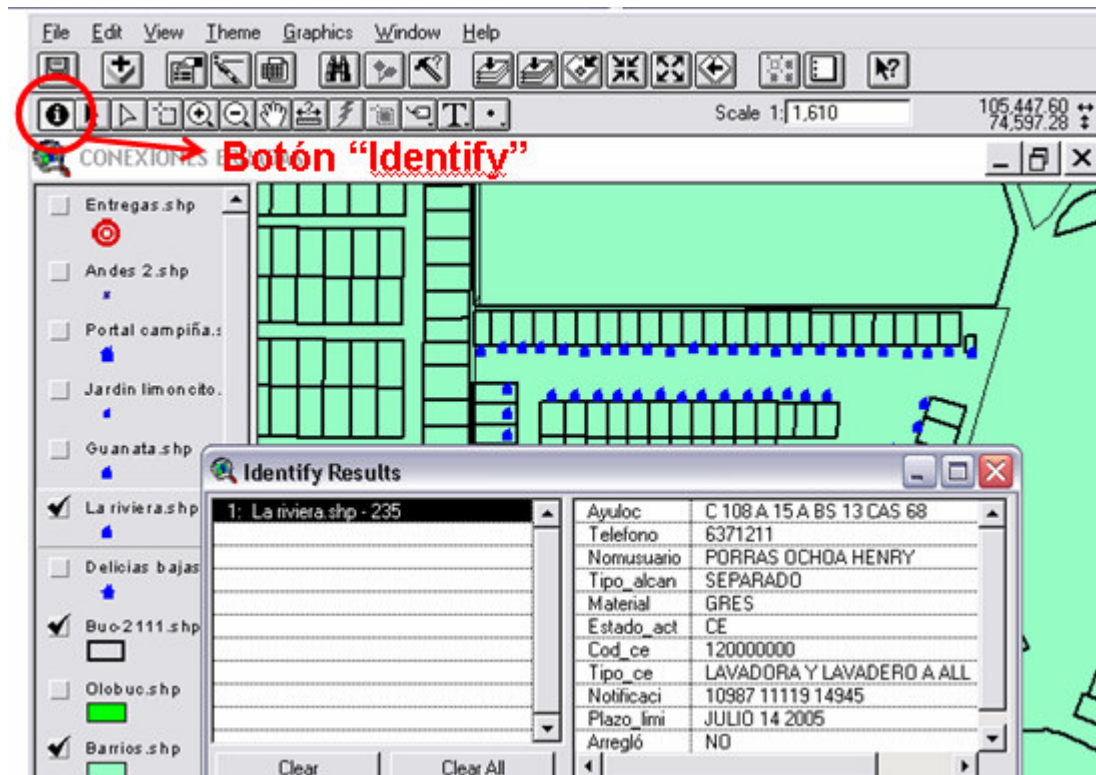 File Edit View Theme Graphics Window Help
Scale 1: 1,610
105,447.60
74,597.28
Botón “Identify”
CONEXIONES
Entregas.shp
Andes 2.shp
Portal campiña.s
Jardin limoncito.
Guanata.shp
La riviera.shp
Delicias bajas
Buo-2111.shp
Olobuc.shp
Barrios.shp
Identify Results
1: La riviera.shp - 235
Ayuloc C 108 A 15 A BS 13 CAS 68
Telefono 6371211
Nomusuario PORRAS OCHOA HENRY
Tipo_alcan SEPARADO
Material GRES
Estado_act CE
Cod_ce 120000000
Tipo_ce LAVADORA Y LAVADERO A ALL
Notificaci 10987 11119 14945
Plazo_limi JULIO 14 2005
Arregló NO
Clear Clear All